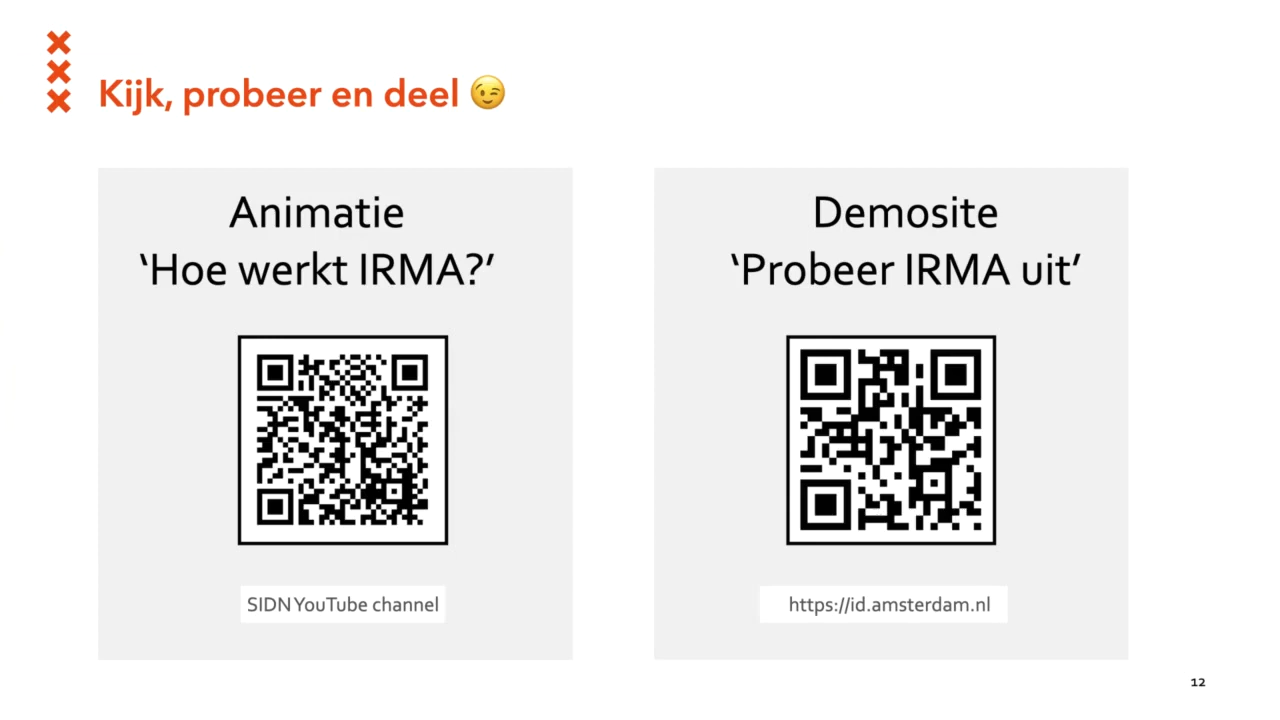 Kijk, probeer en deel 😉
Animatie
‘Hoe werkt IRMA?’
SIDN YouTube channel
Demosite
‘Probeer IRMA uit’
https://id.amsterdam.nl
12